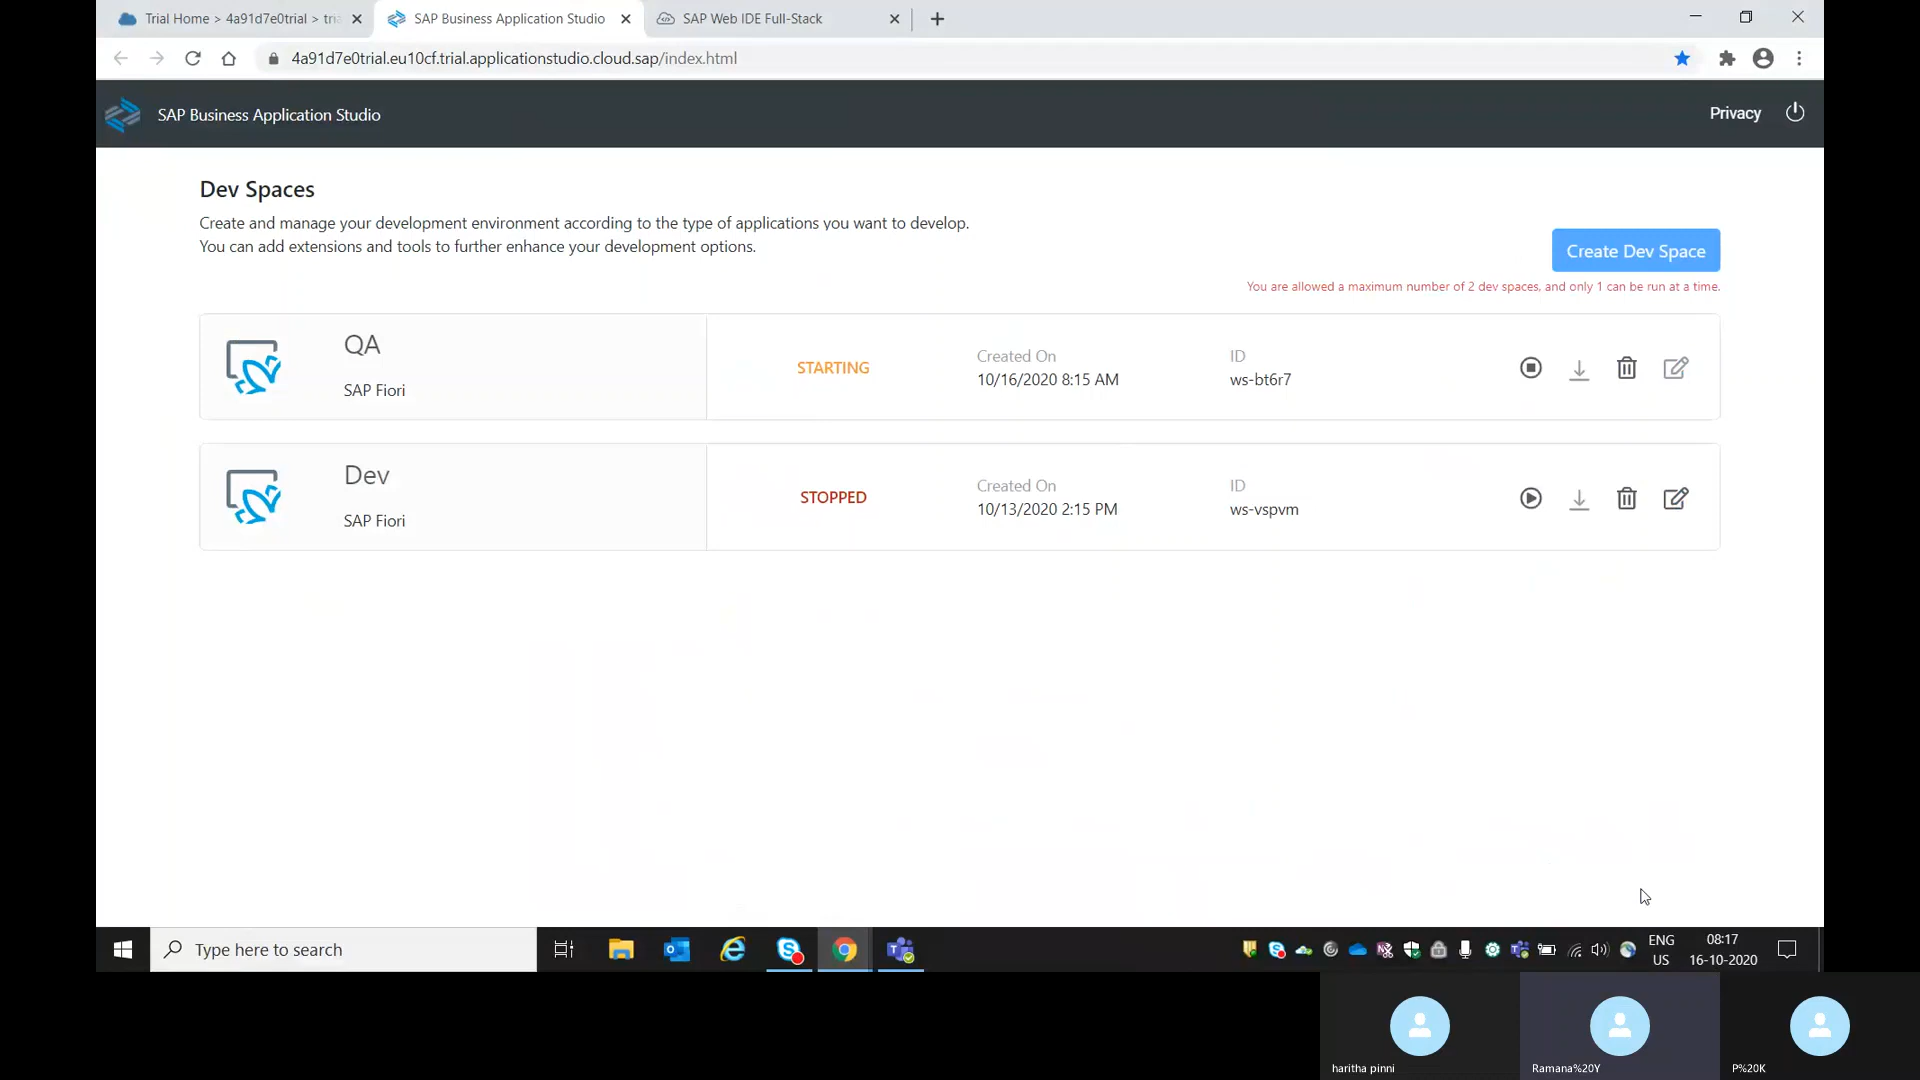 Trial Home > 4a91d7e0trial > tri
SAP Business Application Studio
SAP Web IDE Full-Stack
4a91d7e0trial.eu10cf.trial.applicationstudio.cloud.sap/index.html
SAP Business Application Studio
Privacy
Dev Spaces
Create and manage your development environment according to the type of applications you want to develop.
You can add extensions and tools to further enhance your development options.
Create Dev Space
You are allowed a maximum number of 2 dev spaces, and only 1 can be run at a time.
QA
SAP Fiori
STARTING
Created On
10/16/2020 8:15 AM
ID
ws-bt6r7
Dev
SAP Fiori
STOPPED
Created On
10/13/2020 2:15 PM
ID
ws-vspvm
Type here to search
ENG
US
08:17
16-10-2020
haritha pinni
Ramana%20Y
P%20K